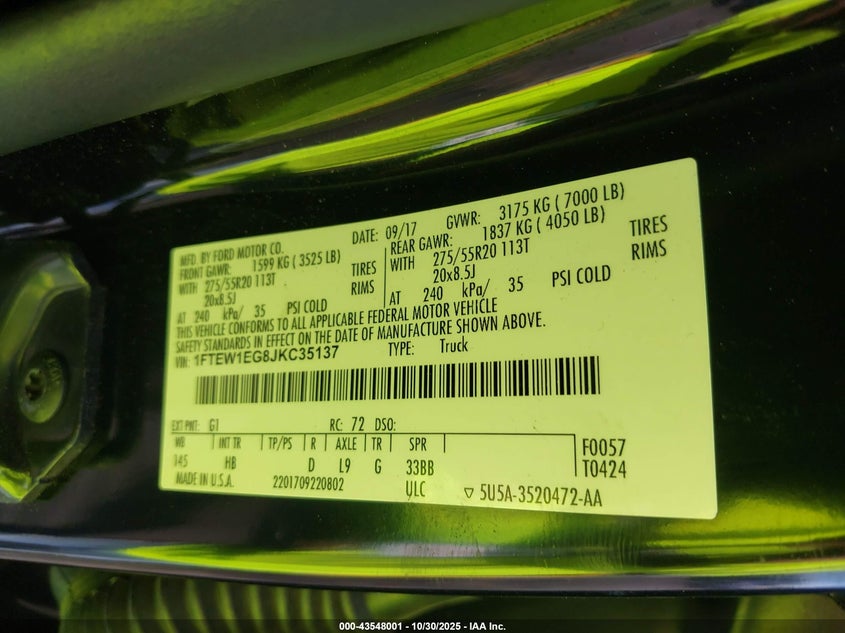 MFD. BY FORD MOTOR CO.
DATE: 09/17 GVWR: 3175 KG ( 7000 LB)
FRONT GAWR: 1599 KG ( 3525 LB) REAR GAWR: 1837 KG ( 4050 LB)
WITH 275/55R20 113T TIRES WITH 275/55R20 113T TIRES
20x8.5J RIMS 20x8.5J RIMS
AT 240 kPa/ 35 PSI COLD AT 240 kPa/ 35 PSI COLD
THIS VEHICLE CONFORMS TO ALL APPLICABLE FEDERAL MOTOR VEHICLE
SAFETY STANDARDS IN EFFECT ON THE DATE OF MANUFACTURE SHOWN ABOVE.
VIN: 1FTEW1EG8JKC35137 TYPE: Truck
EXT PNT: G1 RC: 72 DSO:
WB INT TR TP/PS R AXLE TR SPR F0057
145 HB D L9 G 33BB T0424
MADE IN U.S.A. 2201709220802 ULC ▽ 5U5A-3520472-AA
000-43548001 - 10/30/2025 - IAA Inc.